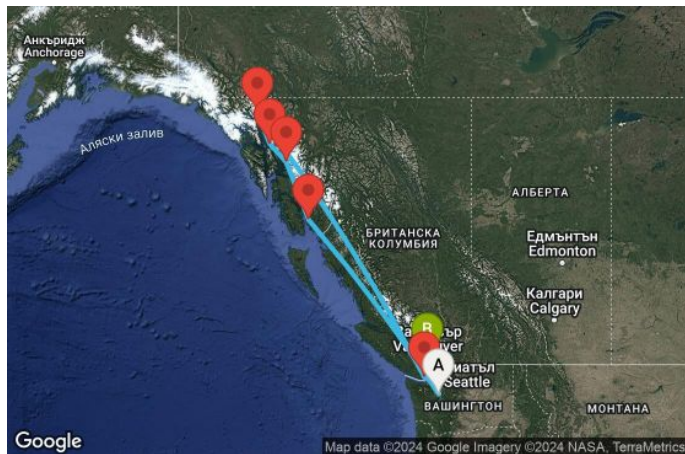 Анкъридж
Anchorage
Аляски залив
АЛБЕРТА
БРИТАНСКА
КОЛУМБИЯ
Едмънтън
Edmonton
Калгари
Calgary
B
A
Seattle
ВАШИНГТОН
МОНТАНА
Google
Map data ©2024 Google Imagery ©2024 NASA, TerraMetrics